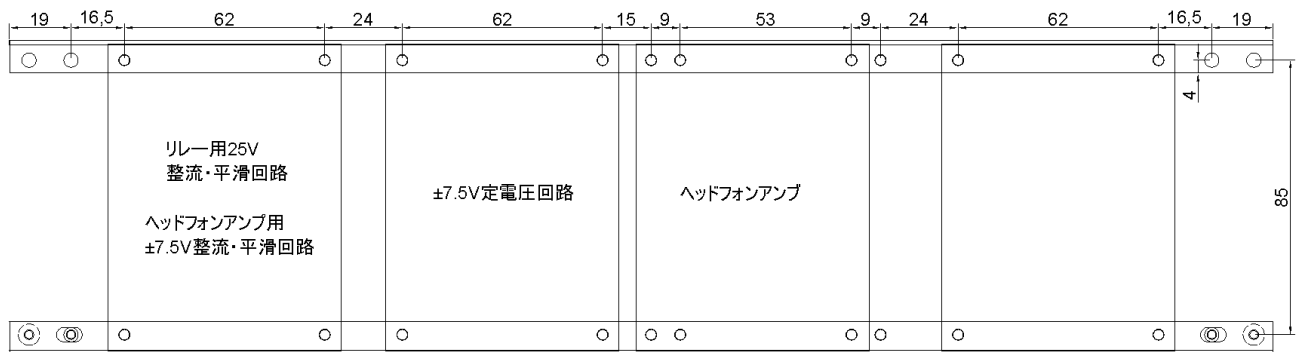 19 16,5 62 24 62 15 9 53 9 24 62 16,5 19
4
85
リレー用25V
整流・平滑回路
ヘッドフォンアンプ用
±7.5V整流・平滑回路
±7.5V定電圧回路
ヘッドフォンアンプ